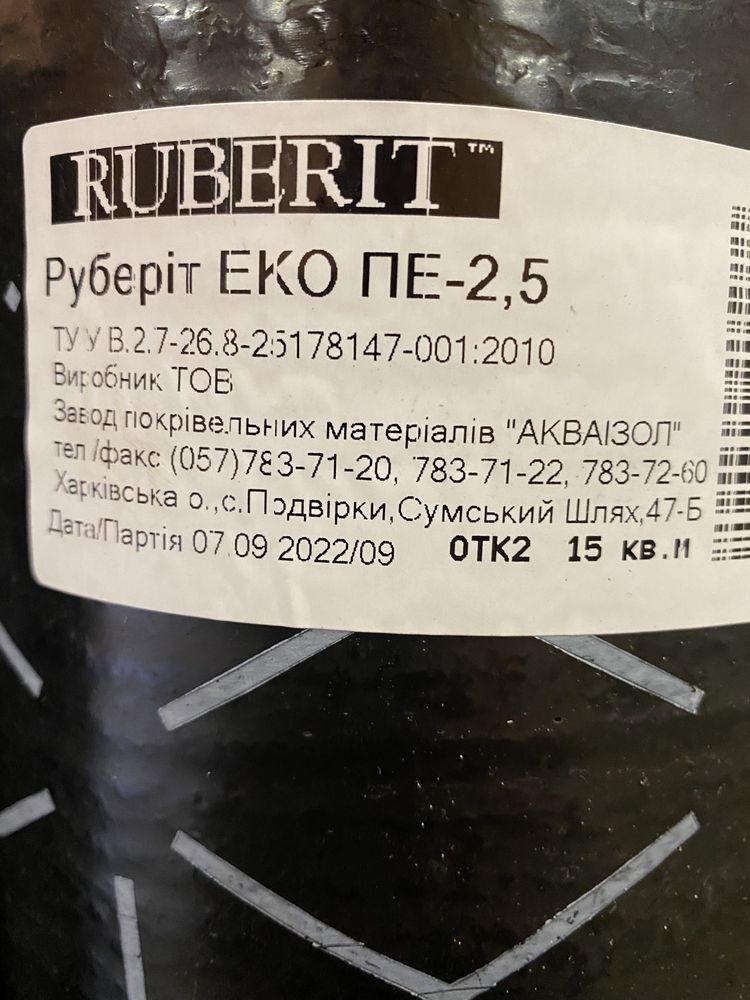 RUBERIT™
Руберіт ЕКО ПЕ-2,5
ТУ У В.2.7-26.8-25178147-001:2010
Виробник ТОВ
Завод покрівельних матеріалів "АКВАІЗОЛ"
тел/факс (057)783-71-20, 783-71-22, 783-72-60
Харківська о.,с.Подвірки,Сумський Шлях,47-Б
Дата/Партія 07.09 2022/09 ОТК2 15 кв.м